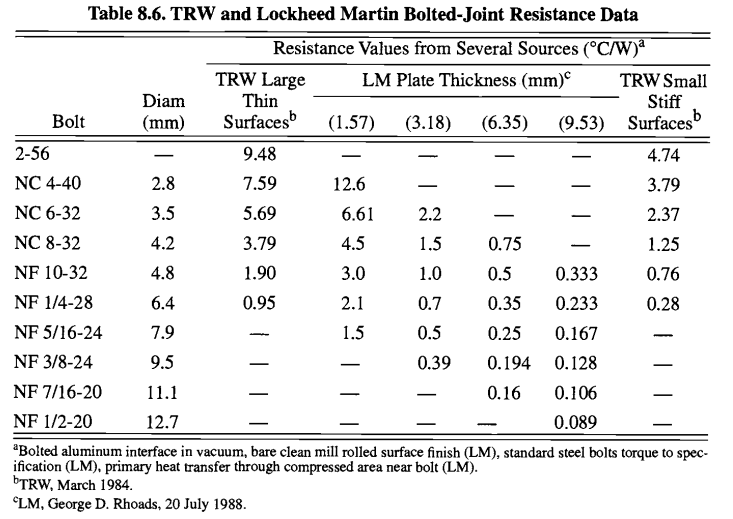 Table 8.6. TRW and Lockheed Martin Bolted-Joint Resistance Data
Resistance Values from Several Sources (°C/W)a
TRW Large LM Plate Thickness (mm)c TRW Small
Diam Thin Stiff
Bolt (mm) Surfacesb (1.57) (3.18) (6.35) (9.53) Surfacesb
2-56 — 9.48 — — — — 4.74
NC 4-40 2.8 7.59 12.6 — — — 3.79
NC 6-32 3.5 5.69 6.61 2.2 — — 2.37
NC 8-32 4.2 3.79 4.5 1.5 0.75 — 1.25
NF 10-32 4.8 1.90 3.0 1.0 0.5 0.333 0.76
NF 1/4-28 6.4 0.95 2.1 0.7 0.35 0.233 0.28
NF 5/16-24 7.9 — 1.5 0.5 0.25 0.167 —
NF 3/8-24 9.5 — — 0.39 0.194 0.128 —
NF 7/16-20 11.1 — — — 0.16 0.106 —
NF 1/2-20 12.7 — — — — 0.089 —
aBolted aluminum interface in vacuum, bare clean mill rolled surface finish (LM), standard steel bolts torque to spec-
ification (LM), primary heat transfer through compressed area near bolt (LM).
bTRW, March 1984.
cLM, George D. Rhoads, 20 July 1988.